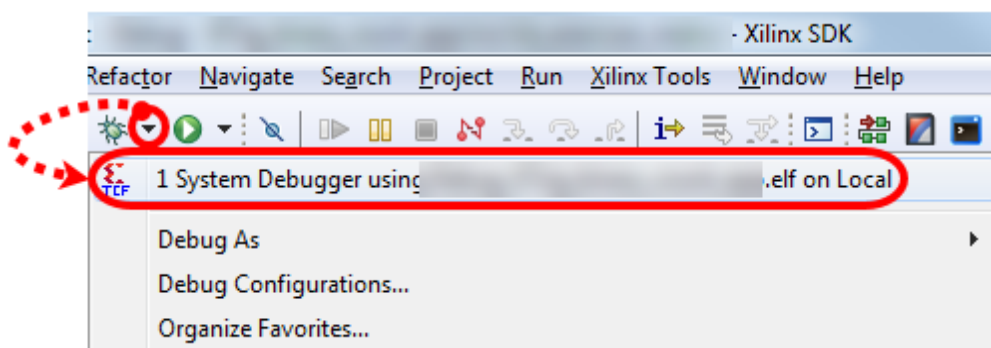 - Xilinx SDK
Refactor Navigate Search Project Run Xilinx Tools Window Help
TCF 1 System Debugger using .elf on Local
Debug As
Debug Configurations...
Organize Favorites...